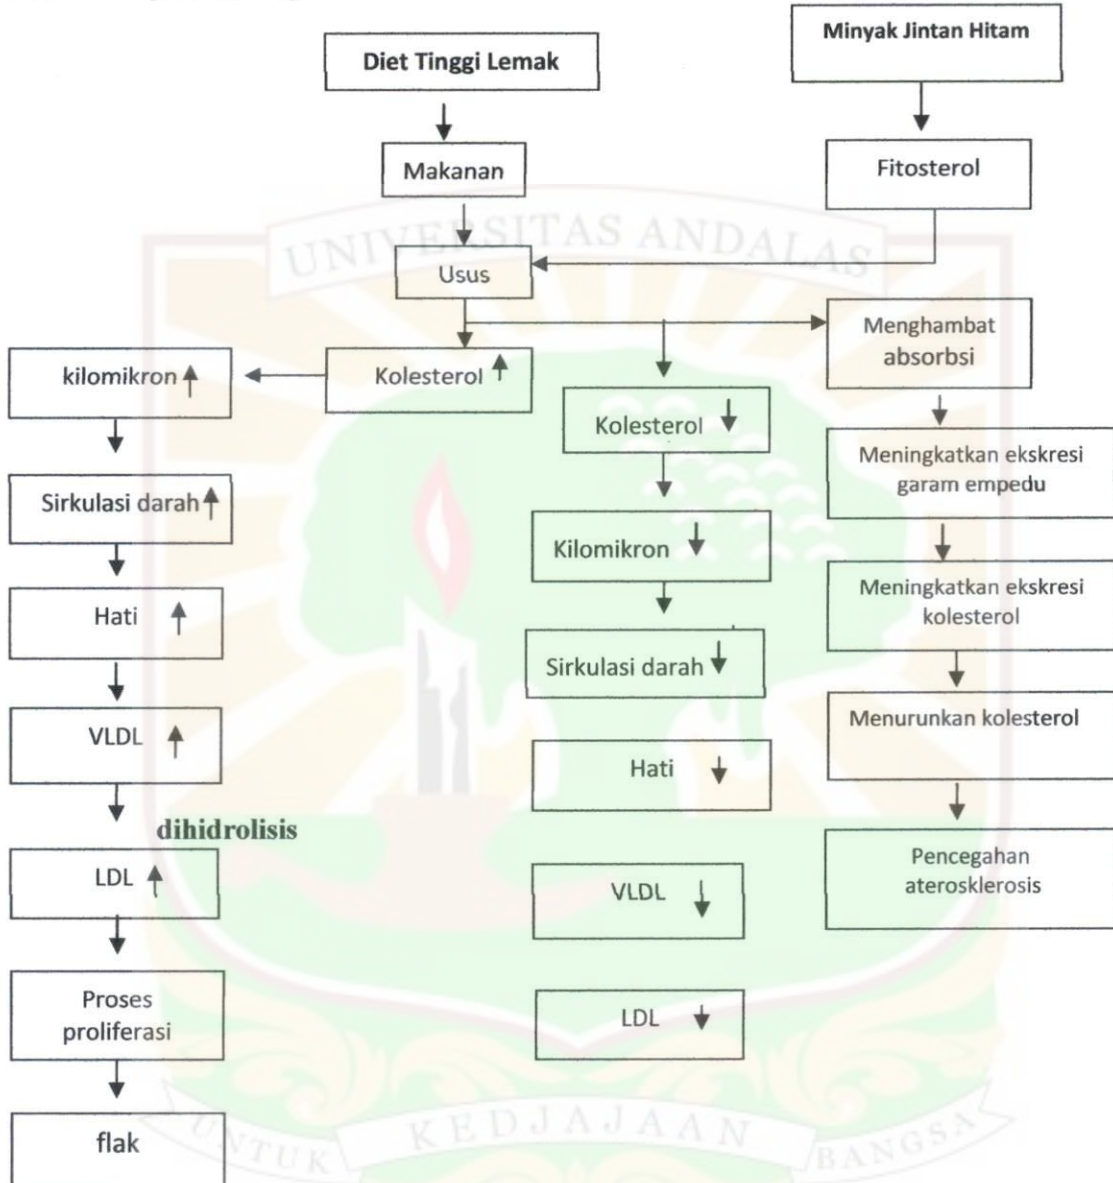 Diet Tinggi Lemak
Minyak Jintan Hitam
Makanan
Fitosterol
UNIVERSITAS ANDALAS
Usus
Menghambat
absorbsi
kilomikron ↑
Kolesterol ↑
Kolesterol ↓
Meningkatkan ekskresi
garam empedu
Sirkulasi darah ↑
Kilomikron ↓
Meningkatkan ekskresi
kolesterol
Hati ↑
Sirkulasi darah ↓
Menurunkan kolesterol
VLDL ↑
Hati ↓
dihidrolisis
LDL ↑
Pencegahan
aterosklerosis
VLDL ↓
Proses
proliferasi
LDL ↓
flak
UNTUK KEDJAJAAN BANGSA